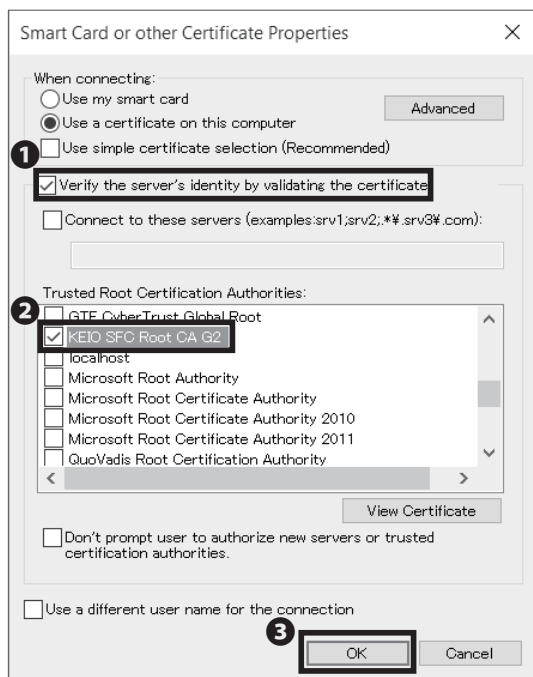 Smart Card or other Certificate Properties
When connecting:
Use my smart card
Advanced
Use a certificate on this computer
1
Use simple certificate selection (Recommended)
Verify the server's identity by validating the certificate
Connect to these servers (examples:srv1;srv2;.*¥.srv3¥.com):
Trusted Root Certification Authorities:
2
GTE CyberTrust Global Root
KEIO SFC Root CA G2
localhost
Microsoft Root Authority
Microsoft Root Certificate Authority
Microsoft Root Certificate Authority 2010
Microsoft Root Certificate Authority 2011
QuoVadis Root Certification Authority
View Certificate
Don't prompt user to authorize new servers or trusted
certification authorities.
Use a different user name for the connection
3
OK
Cancel